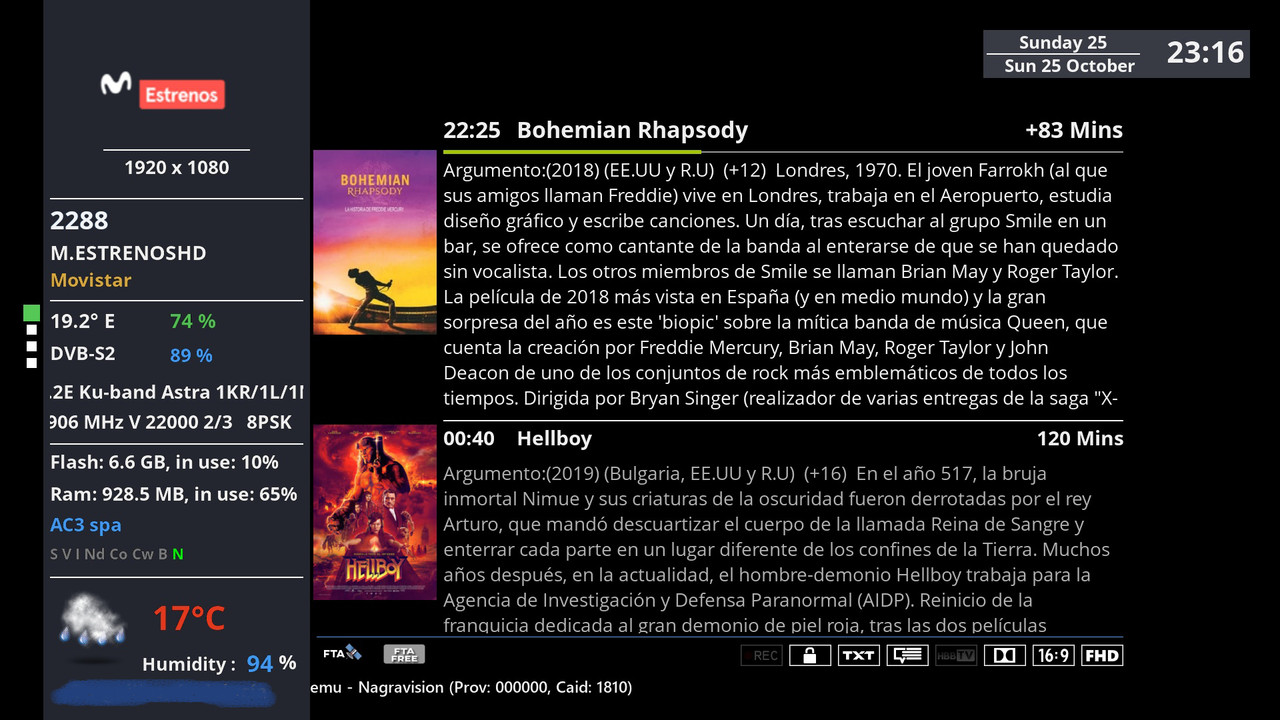 Estrenos
1920 x 1080
2288
M.ESTRENOSHD
Movistar
19.2° E 74 %
DVB-S2 89 %
.2E Ku-band Astra 1KR/1L/1
906 MHz V 22000 2/3 8PSK
Flash: 6.6 GB, in use: 10%
Ram: 928.5 MB, in use: 65%
AC3 spa
S V I Nd Co Cw B N
17°C
Humidity : 94 %
Sunday 25
Sun 25 October
23:16
22:25 Bohemian Rhapsody +83 Mins
BOHEMIAN
RHAPSODY
LA HISTORIA DE FREDDIE MERCURY
Argumento:(2018) (EE.UU y R.U) (+12) Londres, 1970. El joven Farrokh (al que
sus amigos llaman Freddie) vive en Londres, trabaja en el Aeropuerto, estudia
diseño gráfico y escribe canciones. Un día, tras escuchar al grupo Smile en un
bar, se ofrece como cantante de la banda al enterarse de que se han quedado
sin vocalista. Los otros miembros de Smile se llaman Brian May y Roger Taylor.
La película de 2018 más vista en España (y en medio mundo) y la gran
sorpresa del año es este 'biopic' sobre la mítica banda de música Queen, que
cuenta la creación por Freddie Mercury, Brian May, Roger Taylor y John
Deacon de uno de los conjuntos de rock más emblemáticos de todos los
tiempos. Dirigida por Bryan Singer (realizador de varias entregas de la saga "X-
00:40 Hellboy 120 Mins
HELLBOY
Argumento:(2019) (Bulgaria, EE.UU y R.U) (+16) En el año 517, la bruja
inmortal Nimue y sus criaturas de la oscuridad fueron derrotadas por el rey
Arturo, que mandó descuartizar el cuerpo de la llamada Reina de Sangre y
enterrar cada parte en un lugar diferente de los confines de la Tierra. Muchos
años después, en la actualidad, el hombre-demonio Hellboy trabaja para la
Agencia de Investigación y Defensa Paranormal (AIDP). Reinicio de la
franquicia dedicada al gran demonio de piel roja, tras las dos películas
FTA FTA FREE REC TXT HBBTV 16:9 FHD
emu - Nagravision (Prov: 000000, Caid: 1810)